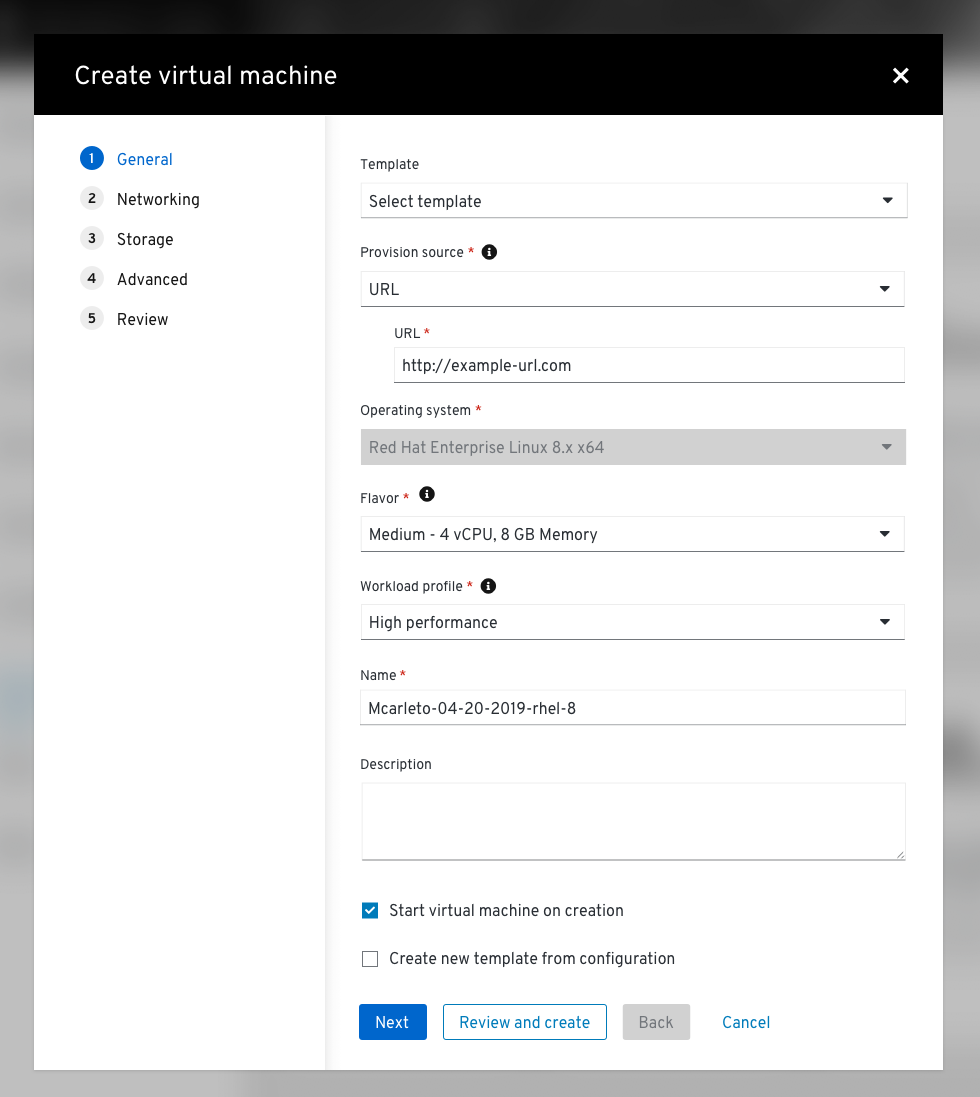 Create virtual machine
1 General
2 Networking
3 Storage
4 Advanced
5 Review
Template
Select template
Provision source *
URL
URL *
http://example-url.com
Operating system *
Red Hat Enterprise Linux 8.x x64
Flavor *
Medium - 4 vCPU, 8 GB Memory
Workload profile *
High performance
Name *
Mcarleto-04-20-2019-rhel-8
Description
Start virtual machine on creation
Create new template from configuration
Next Review and create Back Cancel